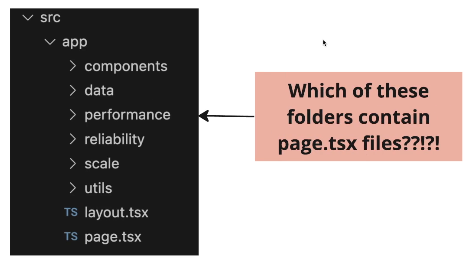 src
app
components
data
performance
reliability
scale
utils
TS layout.tsx
TS page.tsx
Which of these
folders contain
page.tsx files??!?!